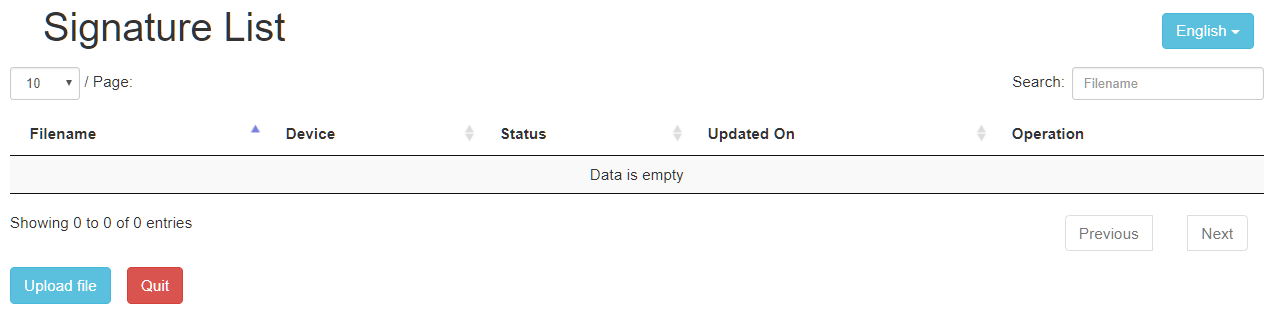 Signature List
English
10 / Page: Search: Filename
Filename Device Status Updated On Operation
Data is empty
Showing 0 to 0 of 0 entries Previous Next
Upload file Quit